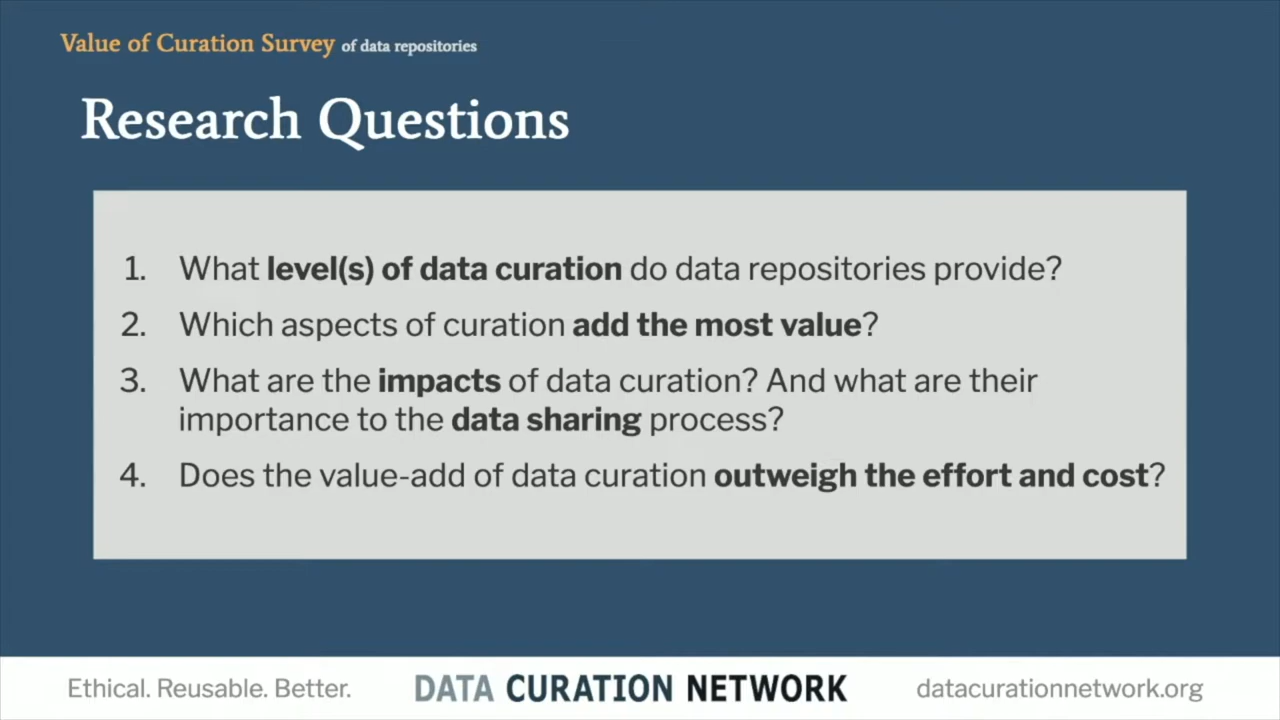 Value of Curation Survey of data repositories
Research Questions
1. What level(s) of data curation do data repositories provide?
2. Which aspects of curation add the most value?
3. What are the impacts of data curation? And what are their
importance to the data sharing process?
4. Does the value-add of data curation outweigh the effort and cost?
Ethical. Reusable. Better.
DATA CURATION NETWORK
datacurationnetwork.org